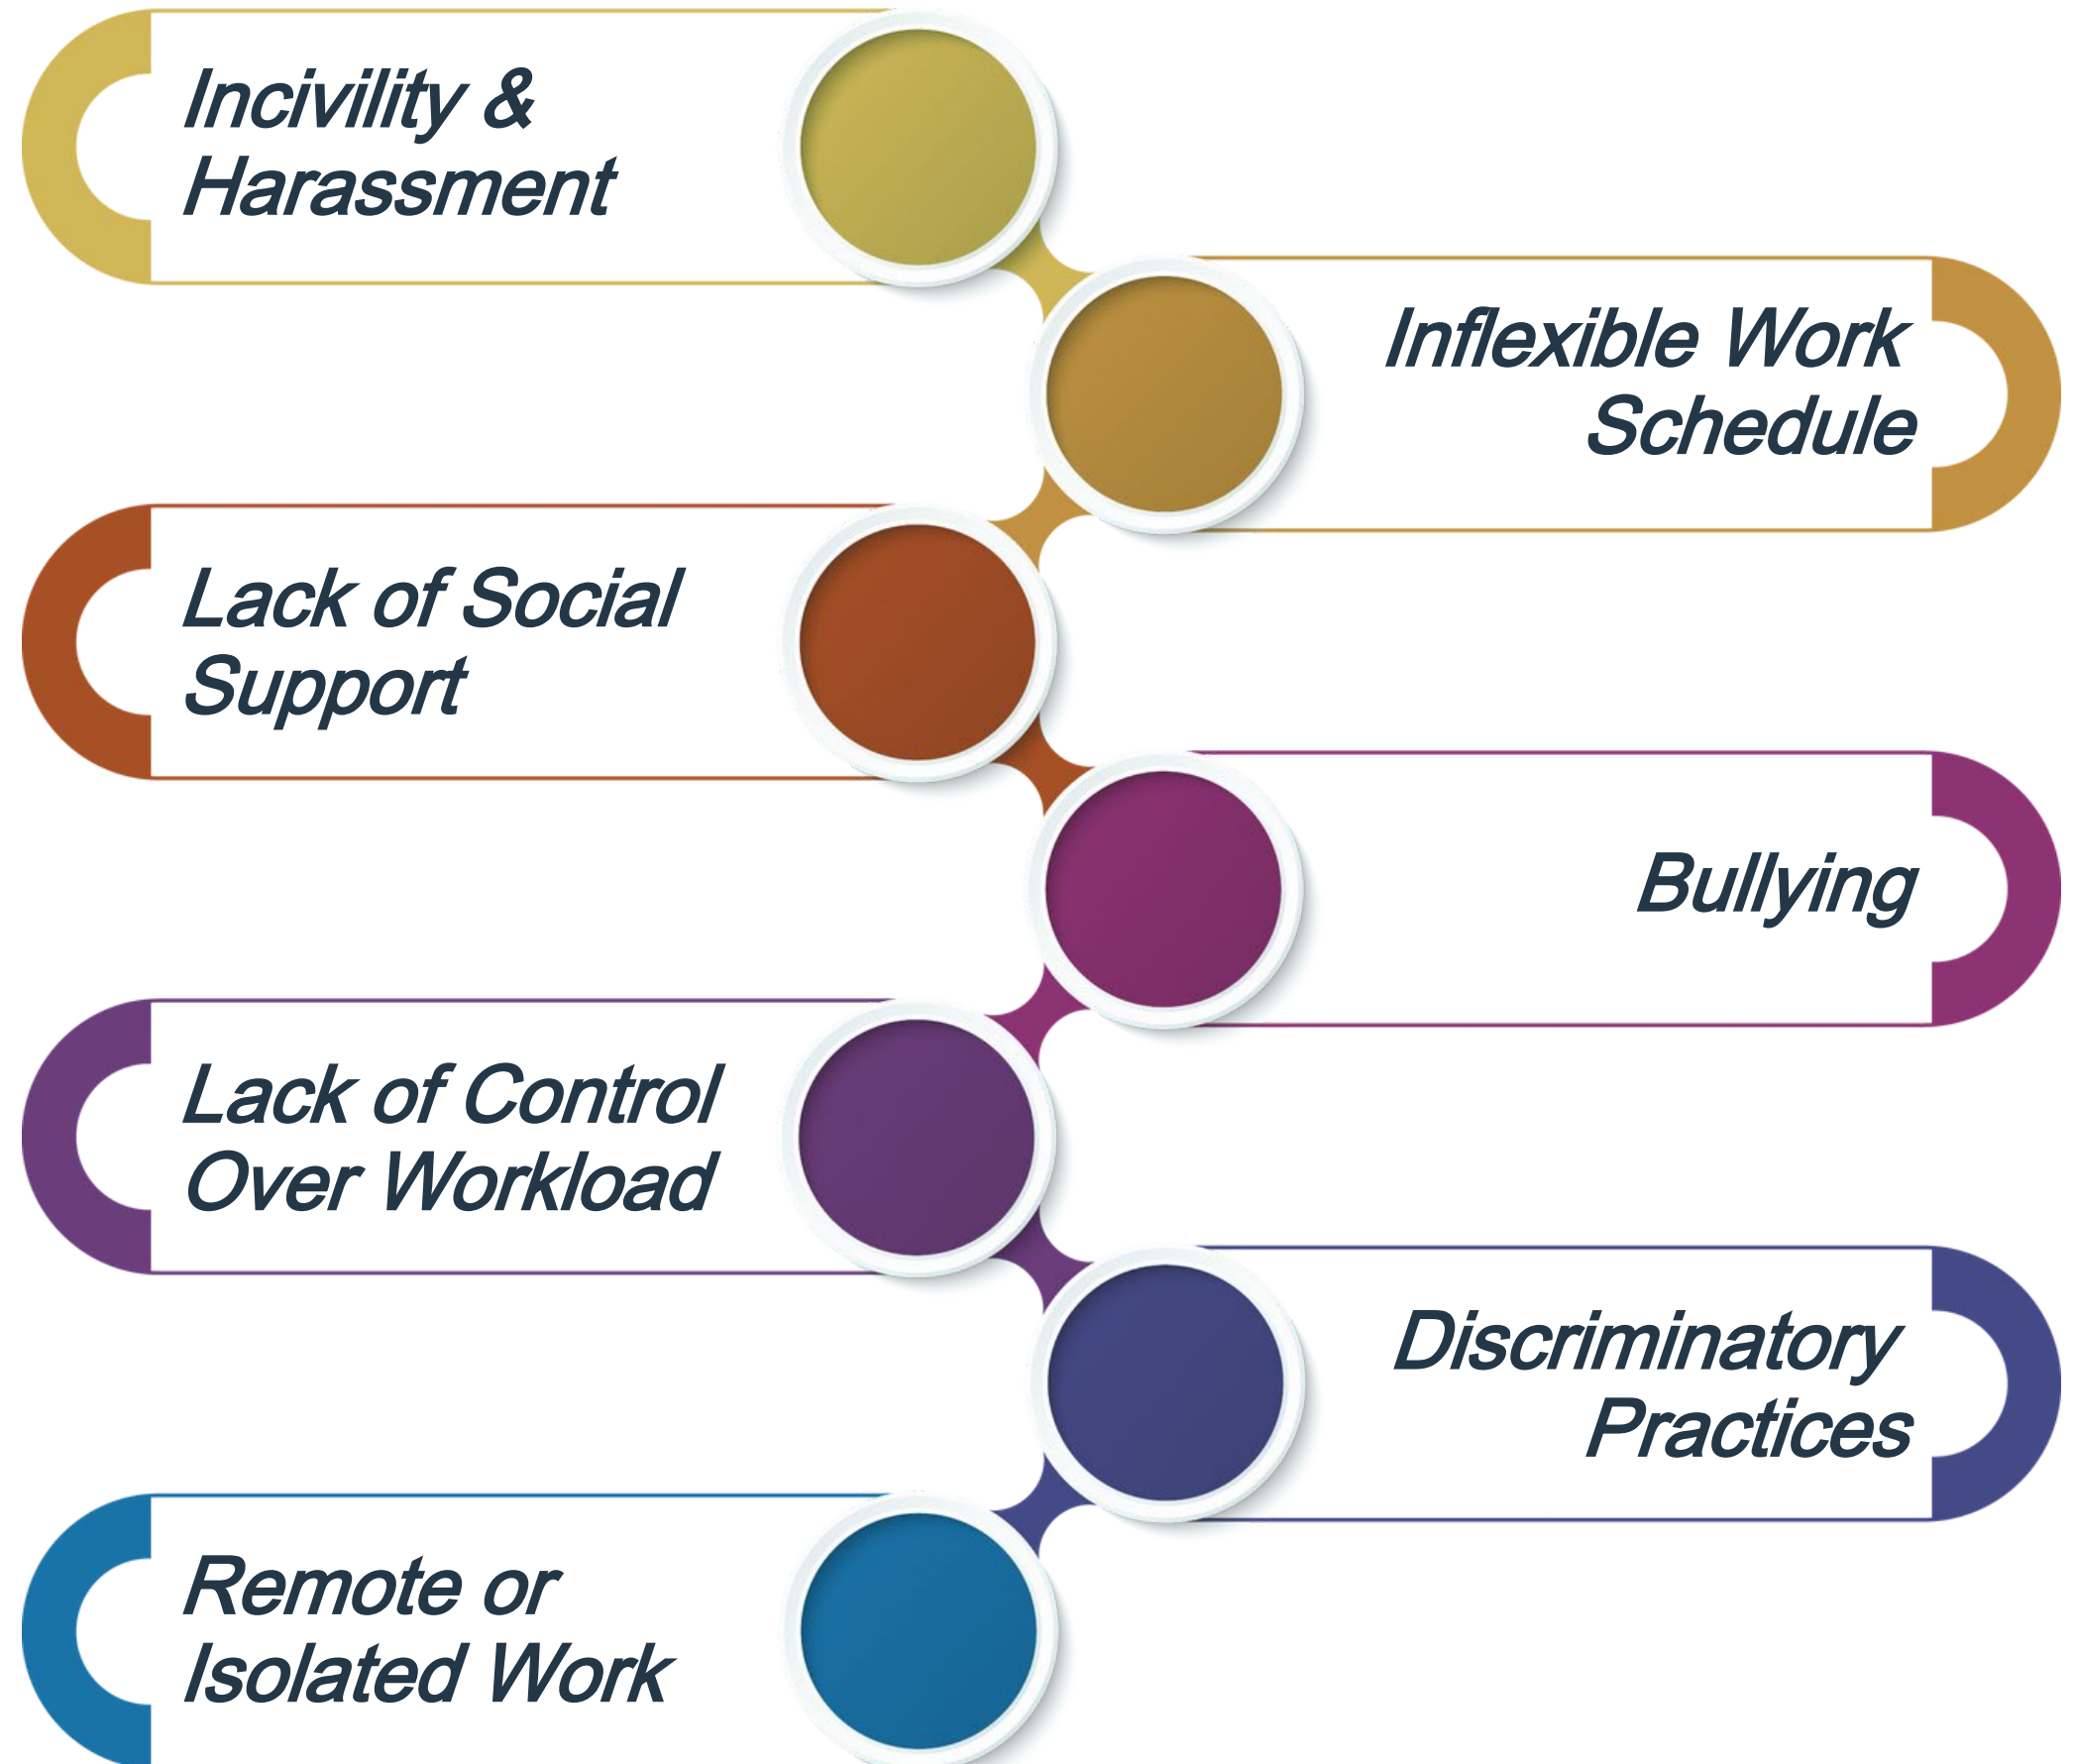 Incivility &
Harassment
Inflexible Work
Schedule
Lack of Social
Support
Bullying
Lack of Control
Over Workload
Discriminatory
Practices
Remote or
Isolated Work